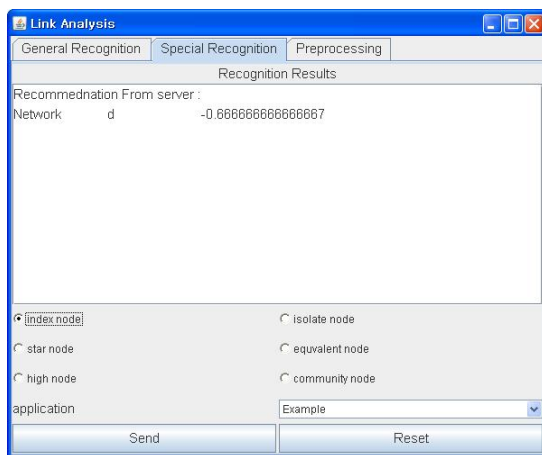 Link Analysis
General Recognition Special Recognition Preprocessing
Recognition Results
Recommednation From server :
Network d -0.666666666666667
index node isolate node
star node equvalent node
high node community node
application Example
Send Reset